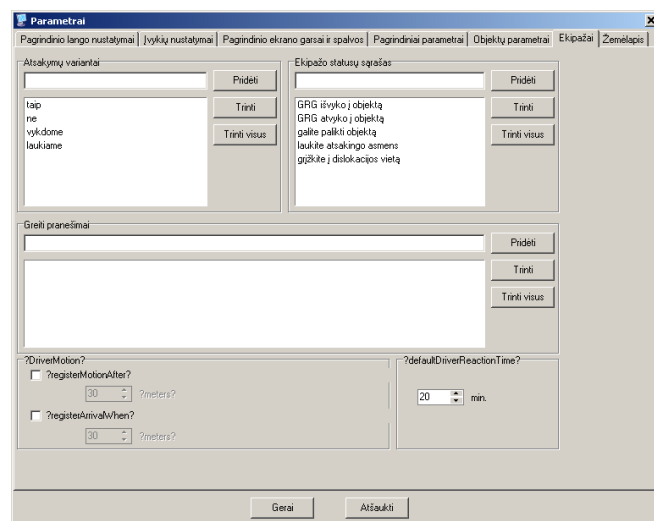 Parametrai
Pagrindinio lango nustatymai Įvykių nustatymai Pagrindinio ekrano garsai ir spalvos Pagrindiniai parametrai Objektų parametrai Ekipažai Žemėlapis
Atsakymų variantai
Pridėti
taip
ne
vykdome
laukiame
Trinti
Trinti visus
Ekipažo statusų sąrašas
Pridėti
GRG išvyko į objektą
GRG atvyko į objektą
galite palikti objektą
laukite atsakingo asmens
grįžkite į dislokacijos vietą
Trinti
Trinti visus
Greiti pranešimai
Pridėti
Trinti
Trinti visus
?DriverMotion?
?registerMotionAfter?
30 ?meters?
?registerArrivalWhen?
30 ?meters?
?defaultDriverReactionTime?
20 min.
Gerai Atšaukti